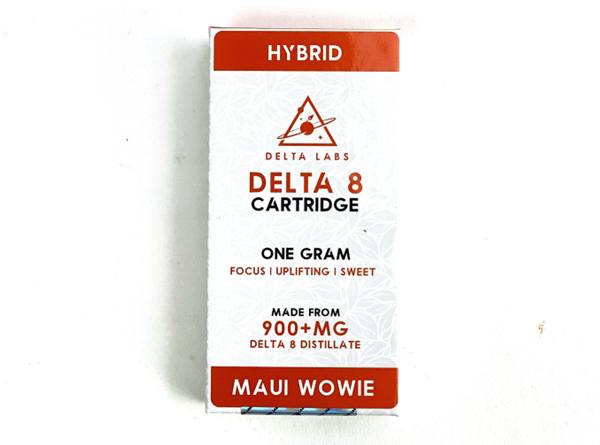 HYBRID
DELTA LABS
DELTA 8
CARTRIDGE
ONE GRAM
FOCUS | UPLIFTING | SWEET
MADE FROM
900+MG
DELTA 8 DISTILLATE
MAUI WOWIE